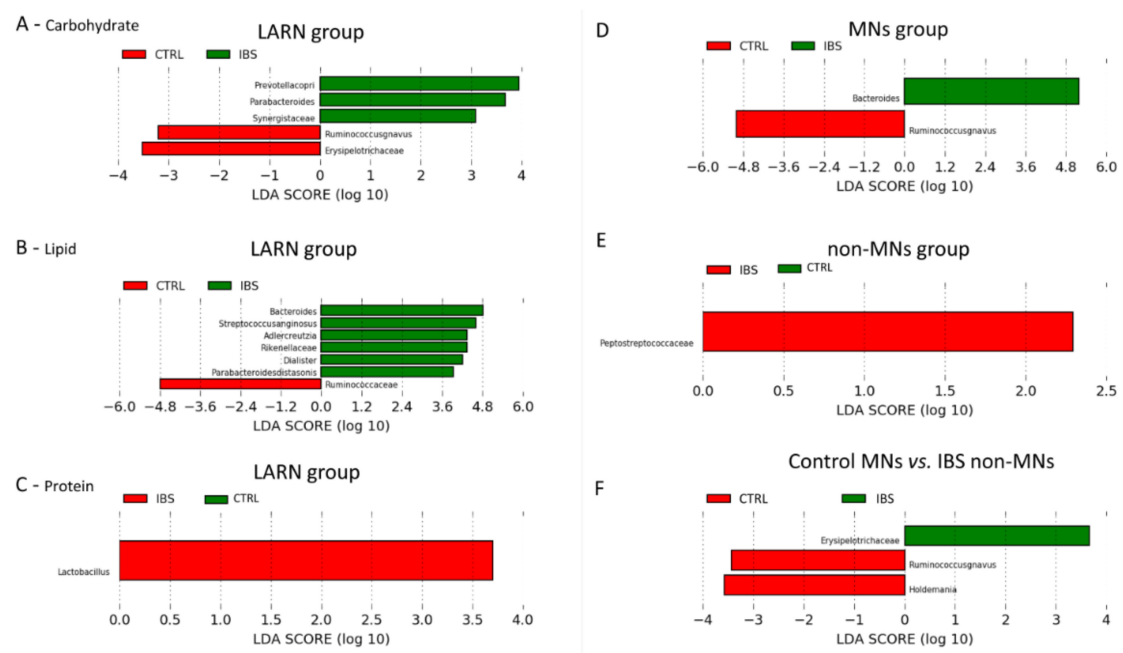 A - Carbohydrate
LARN group
CTRL IBS
Prevotellacopri
Parabacteroides
Synergistaceae
Ruminococcusgnavus
Erysipelotrichaceae
−4 −3 −2 −1 0 1 2 3 4
LDA SCORE (log 10)
B - Lipid
LARN group
CTRL IBS
Bacteroides
Streptococcusanginosus
Adlercreutzia
Rikenellaceae
Dialister
Parabacteroidesdistasonis
Ruminococcaceae
−6.0 −4.8 −3.6 −2.4 −1.2 0.0 1.2 2.4 3.6 4.8 6.0
LDA SCORE (log 10)
C - Protein
LARN group
IBS CTRL
Lactobacillus
0.0 0.5 1.0 1.5 2.0 2.5 3.0 3.5 4.0
LDA SCORE (log 10)
D
MNs group
CTRL IBS
Bacteroides
Ruminococcusgnavus
−6.0 −4.8 −3.6 −2.4 −1.2 0.0 1.2 2.4 3.6 4.8 6.0
LDA SCORE (log 10)
E
non-MNs group
IBS CTRL
Peptostreptococcaceae
0.0 0.5 1.0 1.5 2.0 2.5
LDA SCORE (log 10)
Control MNs vs. IBS non-MNs
F
CTRL IBS
Erysipelotrichaceae
Ruminococcusgnavus
Holdemania
−4 −3 −2 −1 0 1 2 3 4
LDA SCORE (log 10)